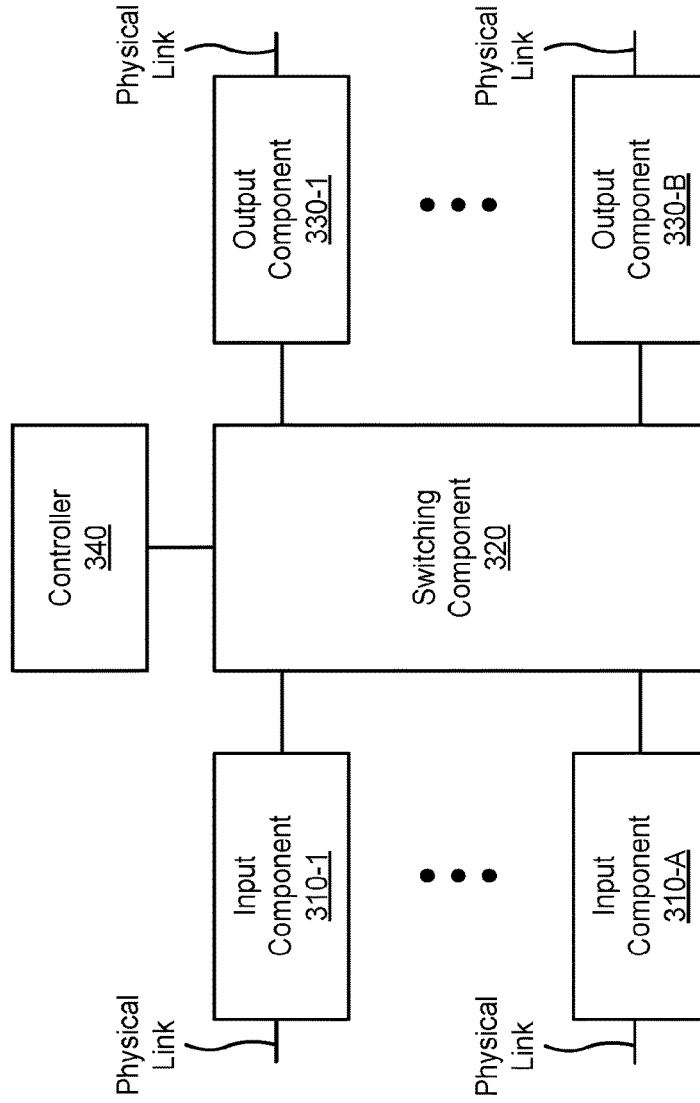 Controller
340
Physical
Link
Input
Component
310-1
Switching
Component
320
Output
Component
330-1
Physical
Link
Physical
Link
Input
Component
310-A
Output
Component
330-B
Physical
Link